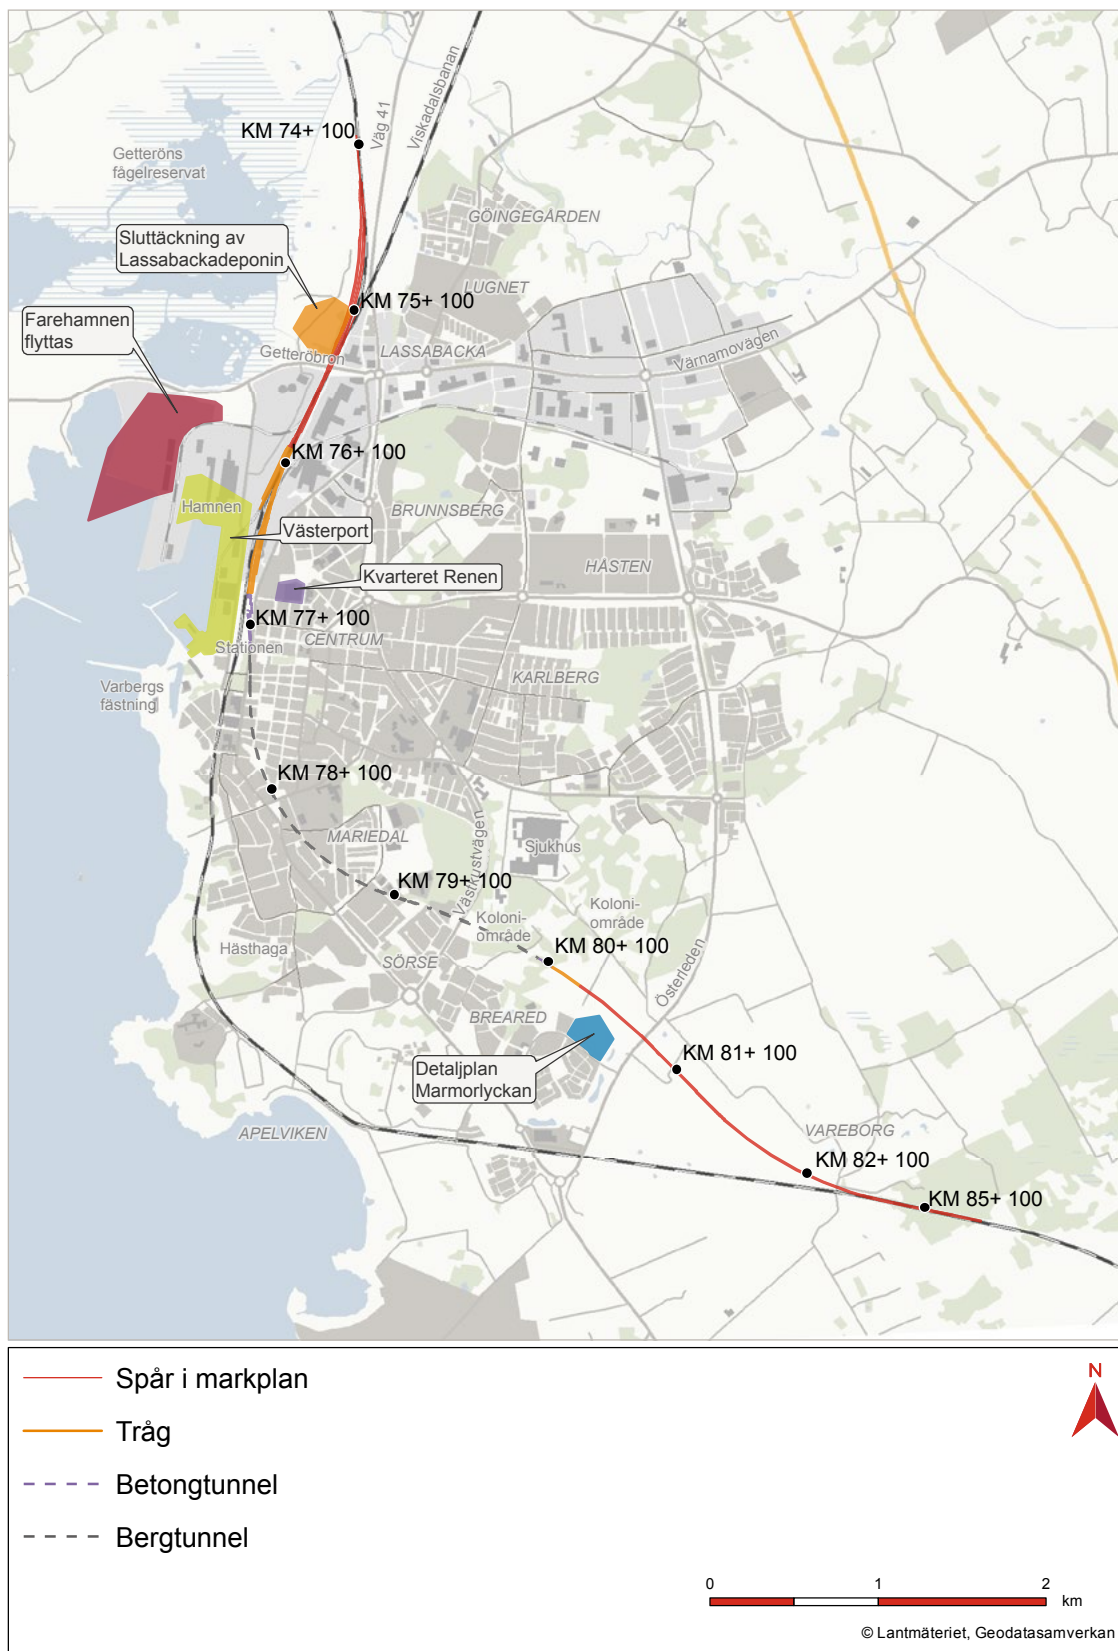 KM 74+ 100
Väg 41
Viskadalsbanan
Getteröns
fågelreservat
GÖINGEGÅRDEN
Sluttäckning av
Lassabackadeponin
LUGNET
KM 75+ 100
Farehamnen
flyttas
Getteröbron
LASSABACKA
Värnamovägen
KM 76+ 100
Hamnen
BRUNNSBERG
Västerport
HÅSTEN
Kvarteret Renen
KM 77+ 100
CENTRUM
Stationen
KARLBERG
Varbergs
fästning
KM 78+ 100
MARIEDAL
Västkustvägen
Sjukhus
KM 79+ 100
Koloni-
område
Koloni-
område
Hästhaga
SÖRSE
KM 80+ 100
Österleden
BREARED
KM 81+ 100
Detaljplan
Marmorlyckan
APELVIKEN
VAREBORG
KM 82+ 100
KM 85+ 100
Spår i markplan
Tråg
Betongtunnel
Bergtunnel
N
0 1 2
km
© Lantmäteriet, Geodatasamverkan